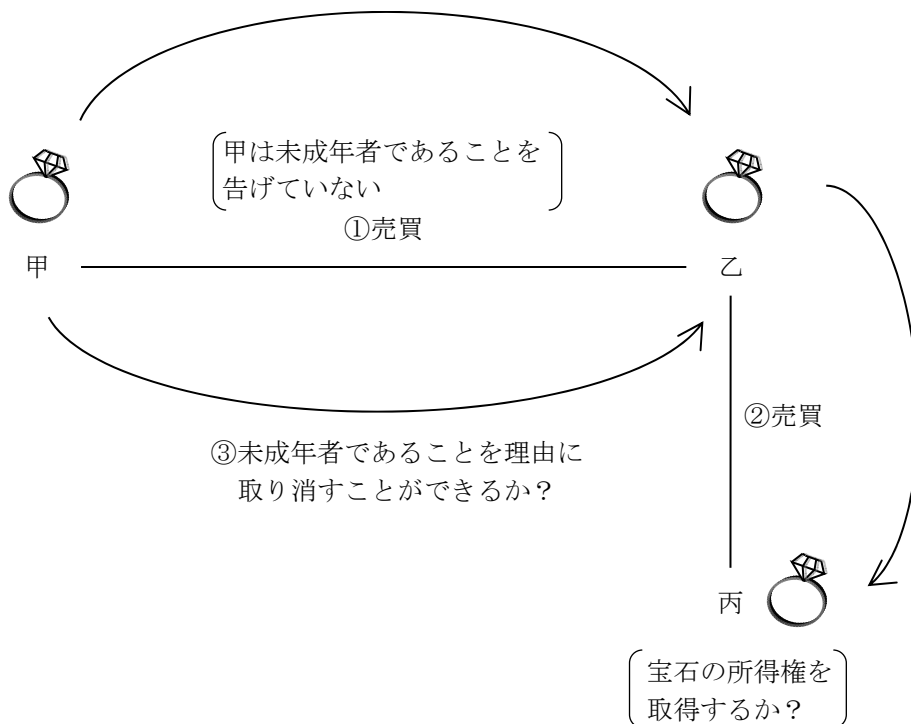 甲は未成年者であることを
告げていない
①売買
甲
乙
②売買
③未成年者であることを理由に
取り消すことができるか？
丙
宝石の所得権を
取得するか？